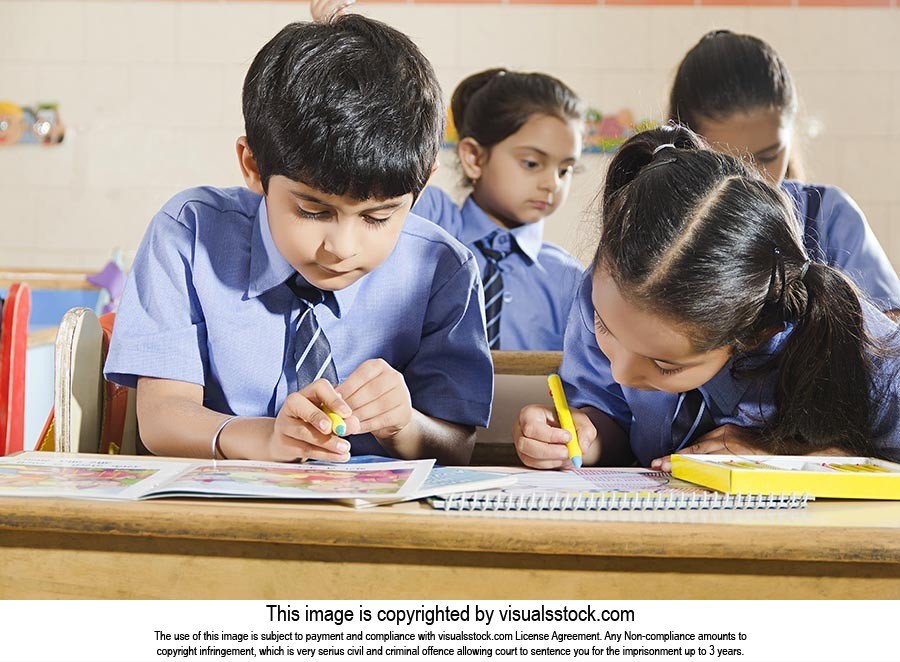 This image is copyrighted by visualsstock.com
The use of this image is subject to payment and compliance with visualsstock.com License Agreement. Any Non-compliance amounts to
copyright infringement, which is very serius civil and criminal offence allowing court to sentence you for the imprisonment up to 3 years.